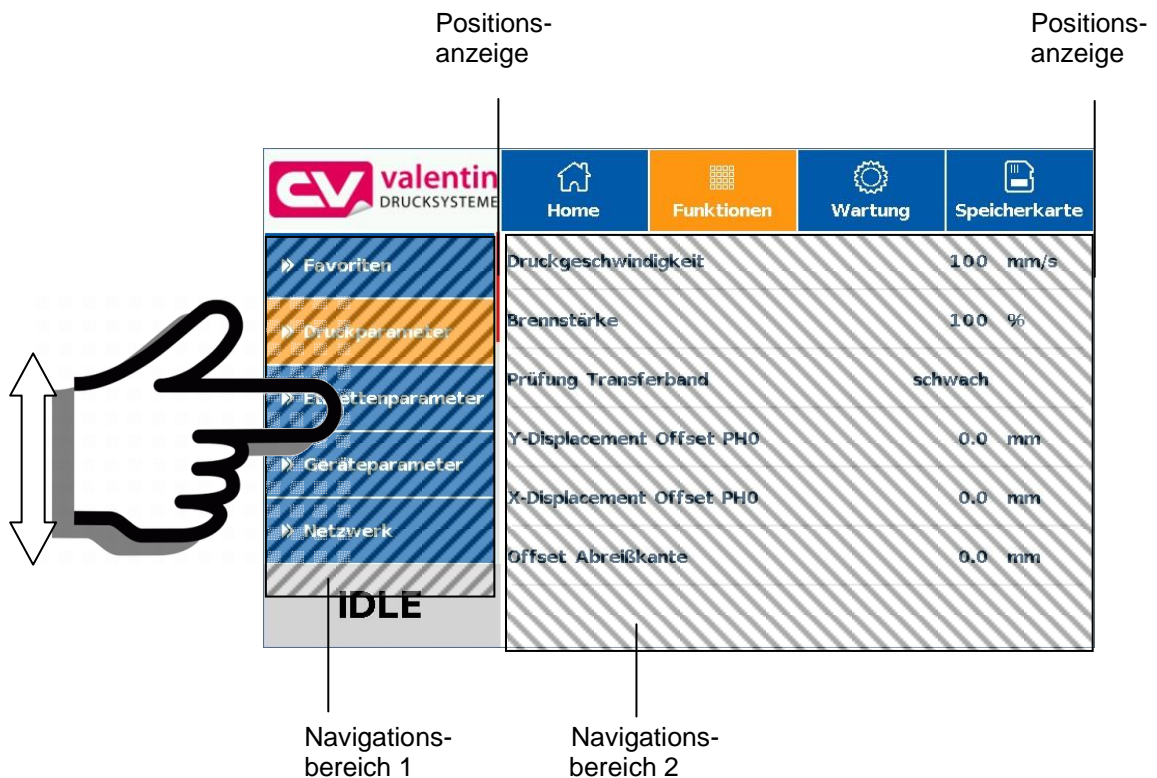 Positions-
anzeige
Positions-
anzeige
CV valentin
DRUCKSYSTEME
Home
Funktionen
Wartung
Speicherkarte
Favoriten
Druckparameter
Etikettenparameter
Geräteparameter
Netzwerk
IDLE
Druckgeschwindigkeit 100 mm/s
Brennstärke 100 %
Prüfung Transferband schwach
Y-Displacement Offset PH0 0.0 mm
X-Displacement Offset PH0 0.0 mm
Offset Abreißkante 0.0 mm
Navigations-
bereich 1
Navigations-
bereich 2